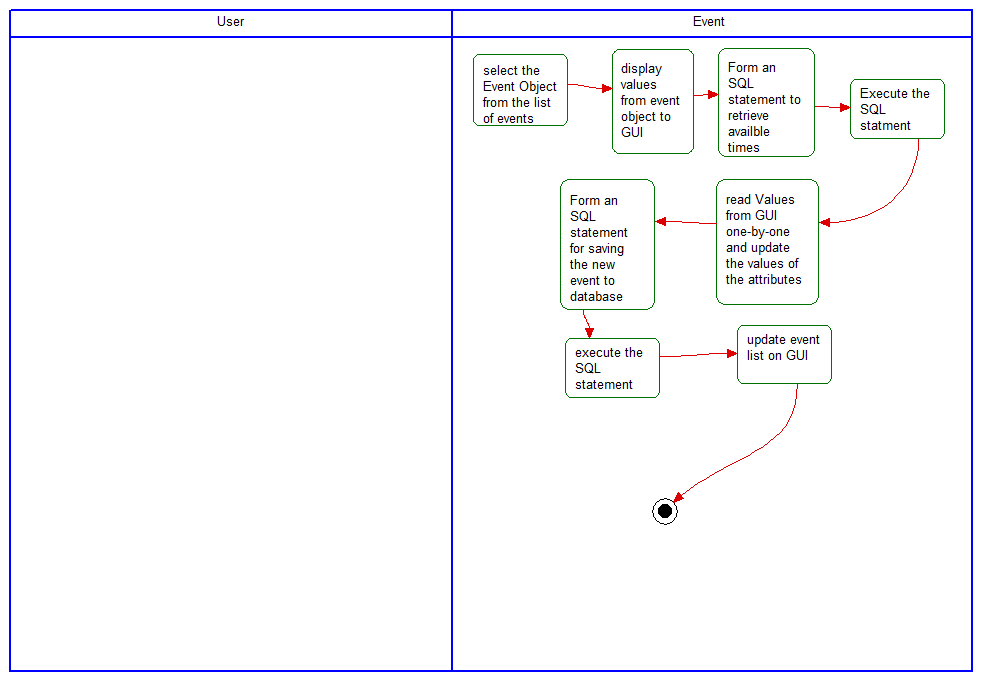 User
Event
select the
Event Object
from the list
of events
display
values
from event
object to
GUI
Form an
SQL
statement to
retrieve
availble
times
Execute the
SQL
statment
read Values
from GUI
one-by-one
and update
the values of
the attributes
Form an
SQL
statement
for saving
the new
event to
database
execute the
SQL
statement
update event
list on GUI